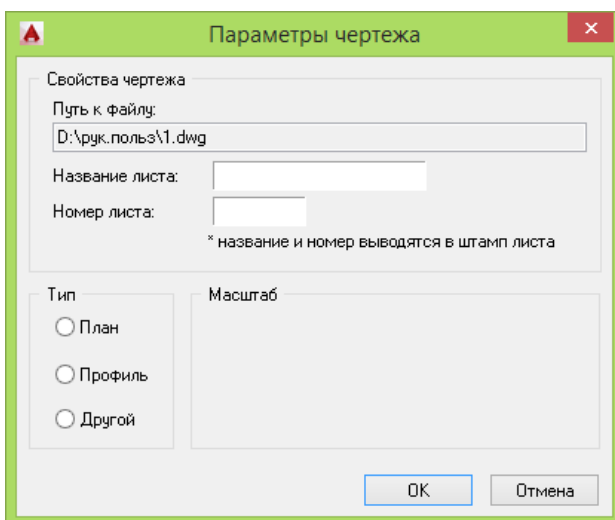 Параметры чертежа
Свойства чертежа
Путь к файлу:
D:\рук.польз\1.dwg
Название листа:
Номер листа:
* название и номер выводятся в штамп листа
Тип
Масштаб
План
Профиль
Другой
OK
Отмена